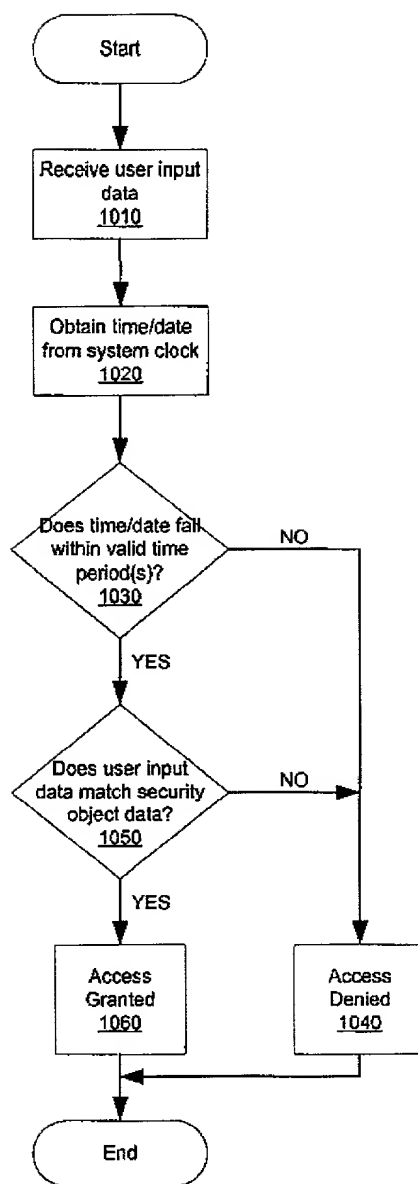 Start
Receive user input
data
1010
Obtain time/date
from system clock
1020
Does time/date fall
within valid time
period(s)?
1030
NO
YES
Does user input
data match security
object data?
1050
NO
YES
Access
Granted
1060
Access
Denied
1040
End